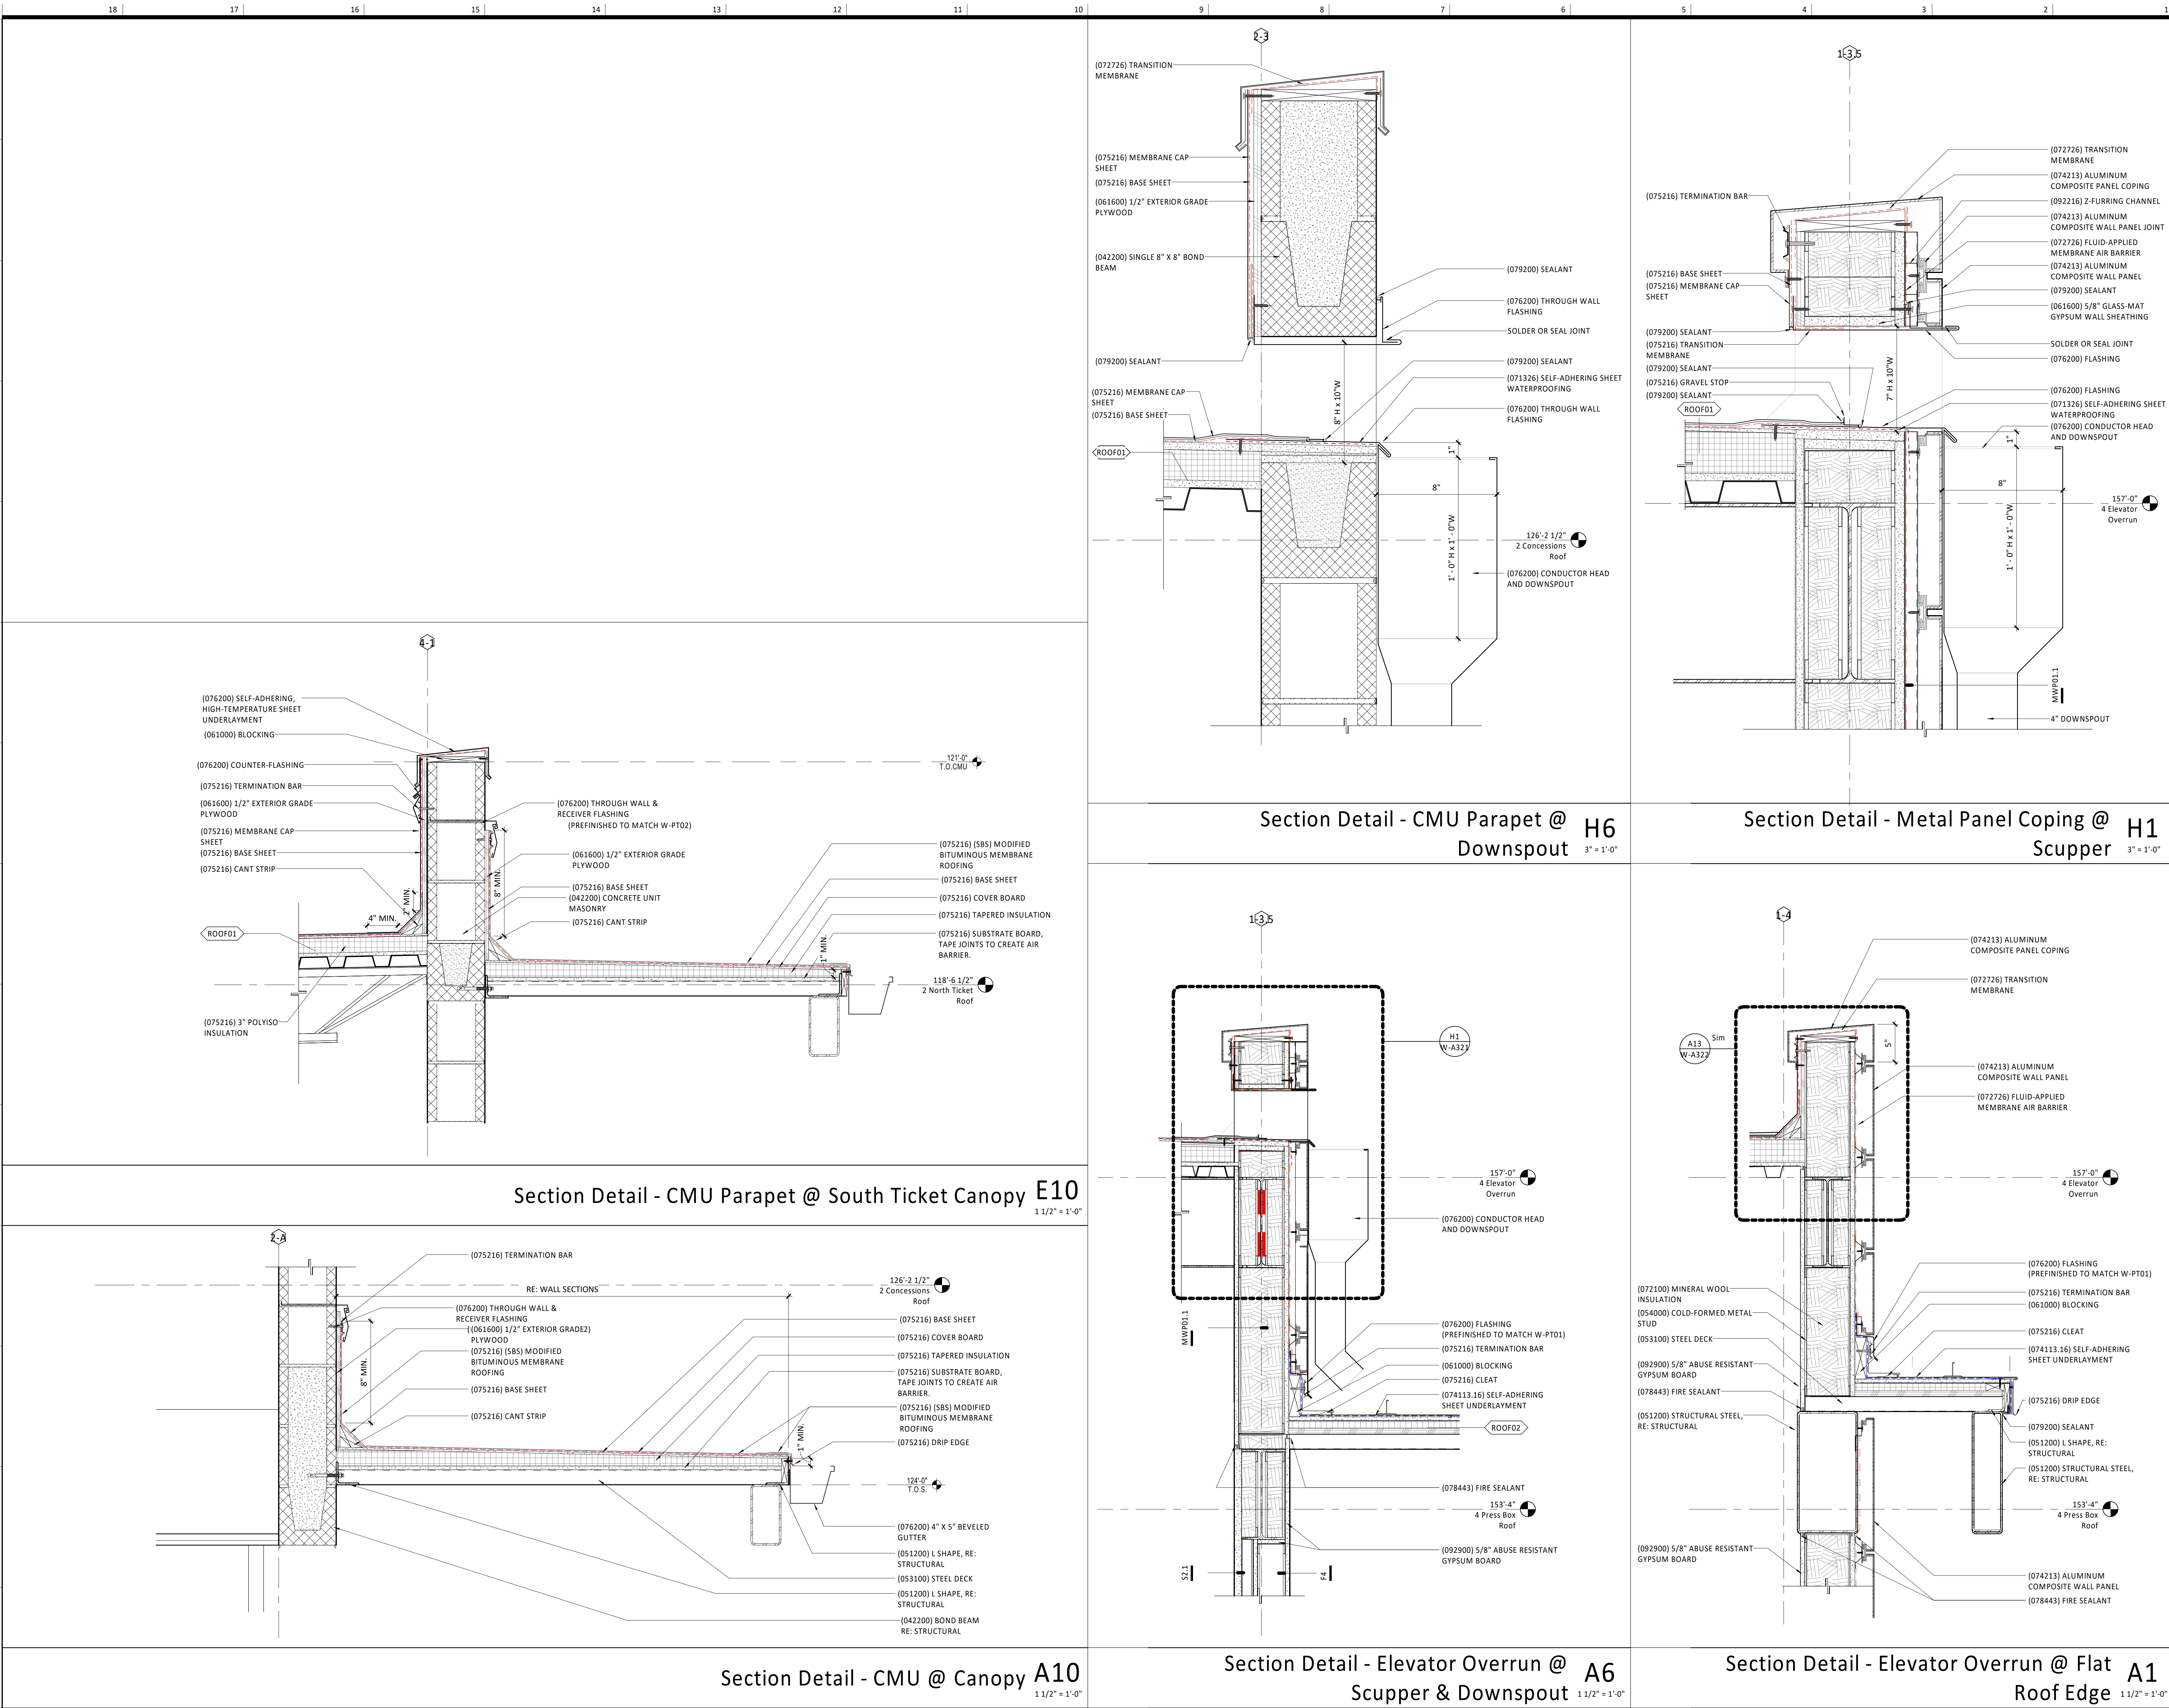 18
17
16
15
14
13
12
11
10
9
8
7
6
5
4
3
2
1
2-3
(072726) TRANSITION
MEMBRANE
(075216) MEMBRANE CAP
SHEET
(075216) BASE SHEET
(061600) 1/2" EXTERIOR GRADE
PLYWOOD
(042200) SINGLE 8" X 8" BOND
BEAM
(079200) SEALANT
(075216) MEMBRANE CAP
SHEET
(075216) BASE SHEET
ROOF01
(079200) SEALANT
(076200) THROUGH WALL
FLASHING
SOLDER OR SEAL JOINT
(079200) SEALANT
(071326) SELF-ADHERING SHEET
WATERPROOFING
(076200) THROUGH WALL
FLASHING
8" H x 10"W
1"
8"
1' - 0" H x 1' - 0"W
126'-2 1/2"
2 Concessions
Roof
(076200) CONDUCTOR HEAD
AND DOWNSPOUT
Section Detail - CMU Parapet @
Downspout
H6
3" = 1'-0"
1-3.5
(075216) TERMINATION BAR
(075216) BASE SHEET
(075216) MEMBRANE CAP
SHEET
(079200) SEALANT
(075216) TRANSITION
MEMBRANE
(079200) SEALANT
(075216) GRAVEL STOP
(079200) SEALANT
ROOF01
(072726) TRANSITION
MEMBRANE
(074213) ALUMINUM
COMPOSITE PANEL COPING
(092216) Z-FURRING CHANNEL
(074213) ALUMINUM
COMPOSITE WALL PANEL JOINT
(072726) FLUID-APPLIED
MEMBRANE AIR BARRIER
(074213) ALUMINUM
COMPOSITE WALL PANEL
(079200) SEALANT
(061600) 5/8" GLASS-MAT
GYPSUM WALL SHEATHING
SOLDER OR SEAL JOINT
(076200) FLASHING
(076200) FLASHING
(071326) SELF-ADHERING SHEET
WATERPROOFING
(076200) CONDUCTOR HEAD
AND DOWNSPOUT
7" H x 10"W
1"
8"
1' - 0" H x 1' - 0"W
157'-0"
4 Elevator
Overrun
MWP01.1
4" DOWNSPOUT
Section Detail - Metal Panel Coping @
Scupper
H1
3" = 1'-0"
4-1
(076200) SELF-ADHERING,
HIGH-TEMPERATURE SHEET
UNDERLAYMENT
(061000) BLOCKING
(076200) COUNTER-FLASHING
(075216) TERMINATION BAR
(061600) 1/2" EXTERIOR GRADE
PLYWOOD
(075216) MEMBRANE CAP
SHEET
(075216) BASE SHEET
(075216) CANT STRIP
4" MIN.
2" MIN.
ROOF01
(075216) 3" POLYISO
INSULATION
121'-0"
T.O.CMU
(076200) THROUGH WALL &
RECEIVER FLASHING
(PREFINISHED TO MATCH W-PT02)
(061600) 1/2" EXTERIOR GRADE
PLYWOOD
8" MIN.
(075216) BASE SHEET
(042200) CONCRETE UNIT
MASONRY
(075216) CANT STRIP
(075216) (SBS) MODIFIED
BITUMINOUS MEMBRANE
ROOFING
(075216) BASE SHEET
(075216) COVER BOARD
(075216) TAPERED INSULATION
(075216) SUBSTRATE BOARD,
TAPE JOINTS TO CREATE AIR
BARRIER.
1" MIN.
118'-6 1/2"
2 North Ticket
Roof
Section Detail - CMU Parapet @ South Ticket Canopy
E10
1 1/2" = 1'-0"
2-A
(075216) TERMINATION BAR
RE: WALL SECTIONS
(076200) THROUGH WALL &
RECEIVER FLASHING
((061600) 1/2" EXTERIOR GRADE2)
PLYWOOD
(075216) (SBS) MODIFIED
BITUMINOUS MEMBRANE
ROOFING
8" MIN.
(075216) BASE SHEET
(075216) CANT STRIP
126'-2 1/2"
2 Concessions
Roof
(075216) BASE SHEET
(075216) COVER BOARD
(075216) TAPERED INSULATION
(075216) SUBSTRATE BOARD,
TAPE JOINTS TO CREATE AIR
BARRIER.
(075216) (SBS) MODIFIED
BITUMINOUS MEMBRANE
ROOFING
1" MIN.
(075216) DRIP EDGE
124'-0"
T.O.S.
(076200) 4" X 5" BEVELED
GUTTER
(051200) L SHAPE, RE:
STRUCTURAL
(053100) STEEL DECK
(051200) L SHAPE, RE:
STRUCTURAL
(042200) BOND BEAM
RE: STRUCTURAL
Section Detail - CMU @ Canopy
A10
1 1/2" = 1'-0"
1-3.5
H1
W-A321
157'-0"
4 Elevator
Overrun
(076200) CONDUCTOR HEAD
AND DOWNSPOUT
MWP01.1
(076200) FLASHING
(PREFINISHED TO MATCH W-PT01)
(075216) TERMINATION BAR
(061000) BLOCKING
(075216) CLEAT
(074113.16) SELF-ADHERING
SHEET UNDERLAYMENT
ROOF02
(078443) FIRE SEALANT
153'-4"
4 Press Box
Roof
(092900) 5/8" ABUSE RESISTANT
GYPSUM BOARD
S2.1
F4
Section Detail - Elevator Overrun @
Scupper & Downspout
A6
1 1/2" = 1'-0"
1-4
A13
W-A322
Sim
(074213) ALUMINUM
COMPOSITE PANEL COPING
(072726) TRANSITION
MEMBRANE
5"
(074213) ALUMINUM
COMPOSITE WALL PANEL
(072726) FLUID-APPLIED
MEMBRANE AIR BARRIER
157'-0"
4 Elevator
Overrun
(072100) MINERAL WOOL
INSULATION
(054000) COLD-FORMED METAL
STUD
(053100) STEEL DECK
(092900) 5/8" ABUSE RESISTANT
GYPSUM BOARD
(078443) FIRE SEALANT
(051200) STRUCTURAL STEEL,
RE: STRUCTURAL
(092900) 5/8" ABUSE RESISTANT
GYPSUM BOARD
(076200) FLASHING
(PREFINISHED TO MATCH W-PT01)
(075216) TERMINATION BAR
(061000) BLOCKING
(075216) CLEAT
(074113.16) SELF-ADHERING
SHEET UNDERLAYMENT
(075216) DRIP EDGE
(079200) SEALANT
(051200) L SHAPE, RE:
STRUCTURAL
(051200) STRUCTURAL STEEL,
RE: STRUCTURAL
153'-4"
4 Press Box
Roof
(074213) ALUMINUM
COMPOSITE WALL PANEL
(078443) FIRE SEALANT
Section Detail - Elevator Overrun @ Flat
Roof Edge
A1
1 1/2" = 1'-0"